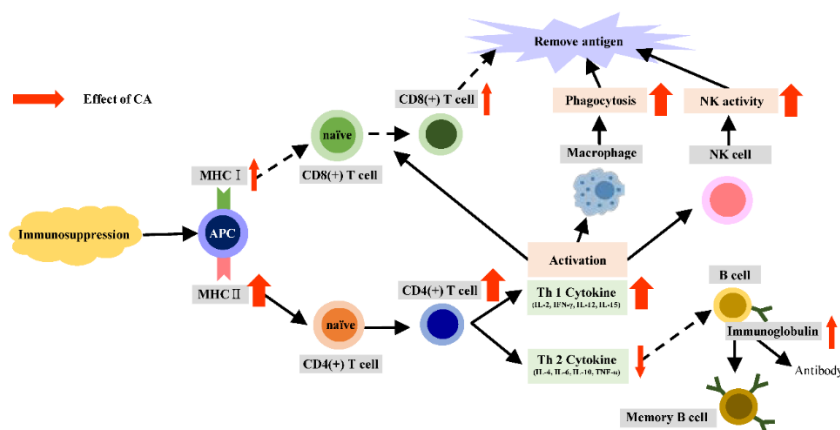 Remove antigen
Effect of CA
CD8(+) T cell
Phagocytosis
NK activity
naïve
MHC Ⅰ
CD8(+) T cell
Macrophage
NK cell
Immunosuppression
APC
Activation
MHC Ⅱ
CD4(+) T cell
Th 1 Cytokine
(IL-2, IFN-γ, IL-12, IL-15)
B cell
naïve
CD4(+) T cell
Immunoglobulin
Th 2 Cytokine
(IL-4, IL-6, IL-10, TNF-α)
Antibody
Memory B cell